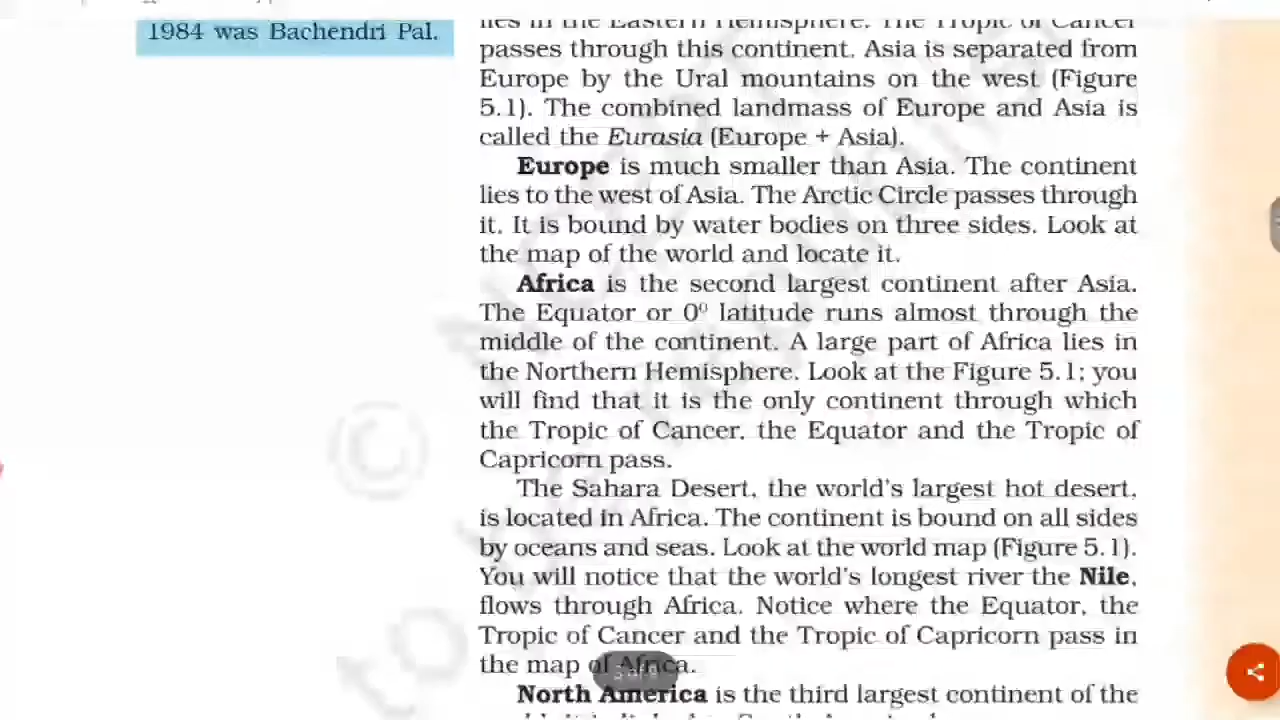 1984 was Bachendri Pal.
lies in the Eastern Hemisphere. The Tropic of Cancer
passes through this continent. Asia is separated from
Europe by the Ural mountains on the west (Figure
5.1). The combined landmass of Europe and Asia is
called the Eurasia (Europe + Asia).
Europe is much smaller than Asia. The continent
lies to the west of Asia. The Arctic Circle passes through
it. It is bound by water bodies on three sides. Look at
the map of the world and locate it.
Africa is the second largest continent after Asia.
The Equator or 0⁰ latitude runs almost through the
middle of the continent. A large part of Africa lies in
the Northern Hemisphere. Look at the Figure 5.1; you
will find that it is the only continent through which
the Tropic of Cancer, the Equator and the Tropic of
Capricorn pass.
The Sahara Desert, the world's largest hot desert,
is located in Africa. The continent is bound on all sides
by oceans and seas. Look at the world map (Figure 5.1).
You will notice that the world's longest river the Nile,
flows through Africa. Notice where the Equator, the
Tropic of Cancer and the Tropic of Capricorn pass in
the map of Africa.
North America is the third largest continent of the